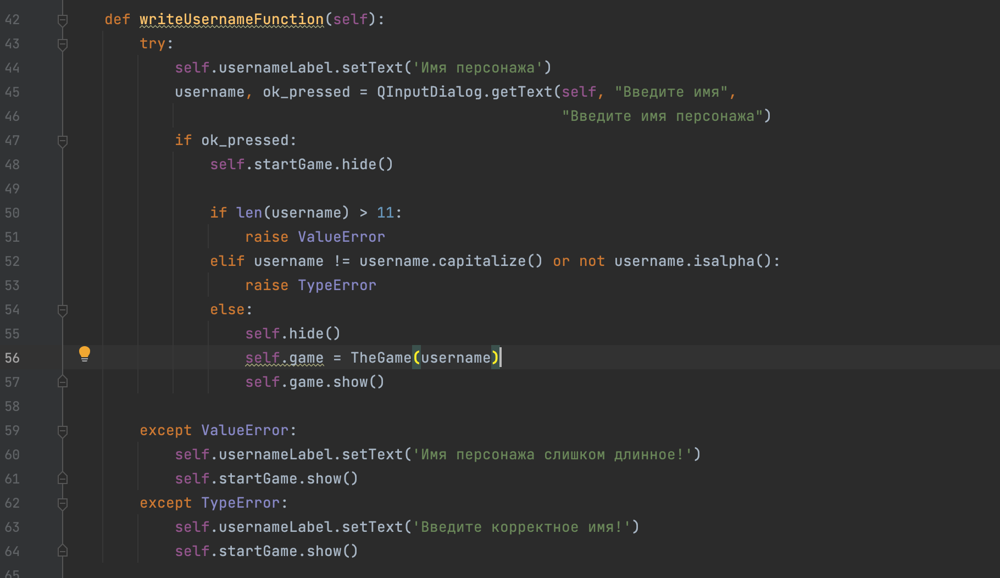 42 def writeUsernameFunction(self):
43 try:
44 self.usernameLabel.setText('Имя персонажа')
45 username, ok_pressed = QInputDialog.getText(self, "Введите имя",
46 "Введите имя персонажа")
47 if ok_pressed:
48 self.startGame.hide()
49
50 if len(username) > 11:
51 raise ValueError
52 elif username != username.capitalize() or not username.isalpha():
53 raise TypeError
54 else:
55 self.hide()
56 self.game = TheGame(username)
57 self.game.show()
58
59 except ValueError:
60 self.usernameLabel.setText('Имя персонажа слишком длинное!')
61 self.startGame.show()
62 except TypeError:
63 self.usernameLabel.setText('Введите корректное имя!')
64 self.startGame.show()
65